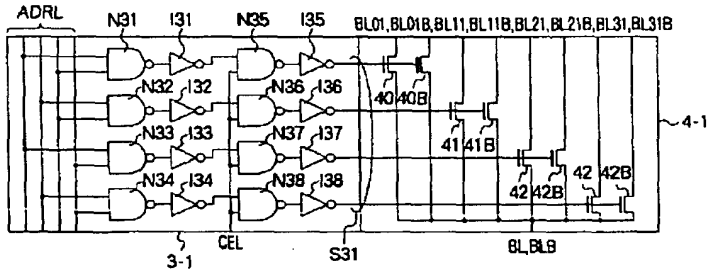 ADRL N31 I31 N35 I35 BL01, BL01B, BL11, BL11B, BL21, BL21B, BL31, BL31B
N32 I32 N36 I36 40 40B
N33 I33 N37 I37 41 41B 4-1
N34 I34 N38 I38 42 42B 42 42B
3-1 CEL S31 BL, BLB